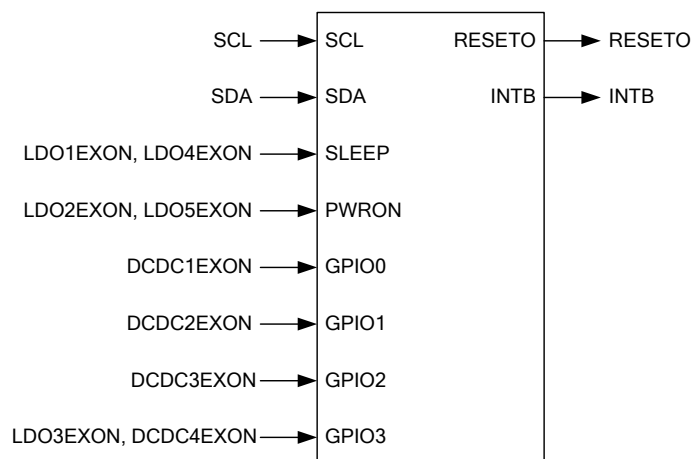 SCL SCL RESETO RESETO
SDA SDA INTB INTB
LDO1EXON, LDO4EXON SLEEP
LDO2EXON, LDO5EXON PWRON
DCDC1EXON GPIO0
DCDC2EXON GPIO1
DCDC3EXON GPIO2
LDO3EXON, DCDC4EXON GPIO3